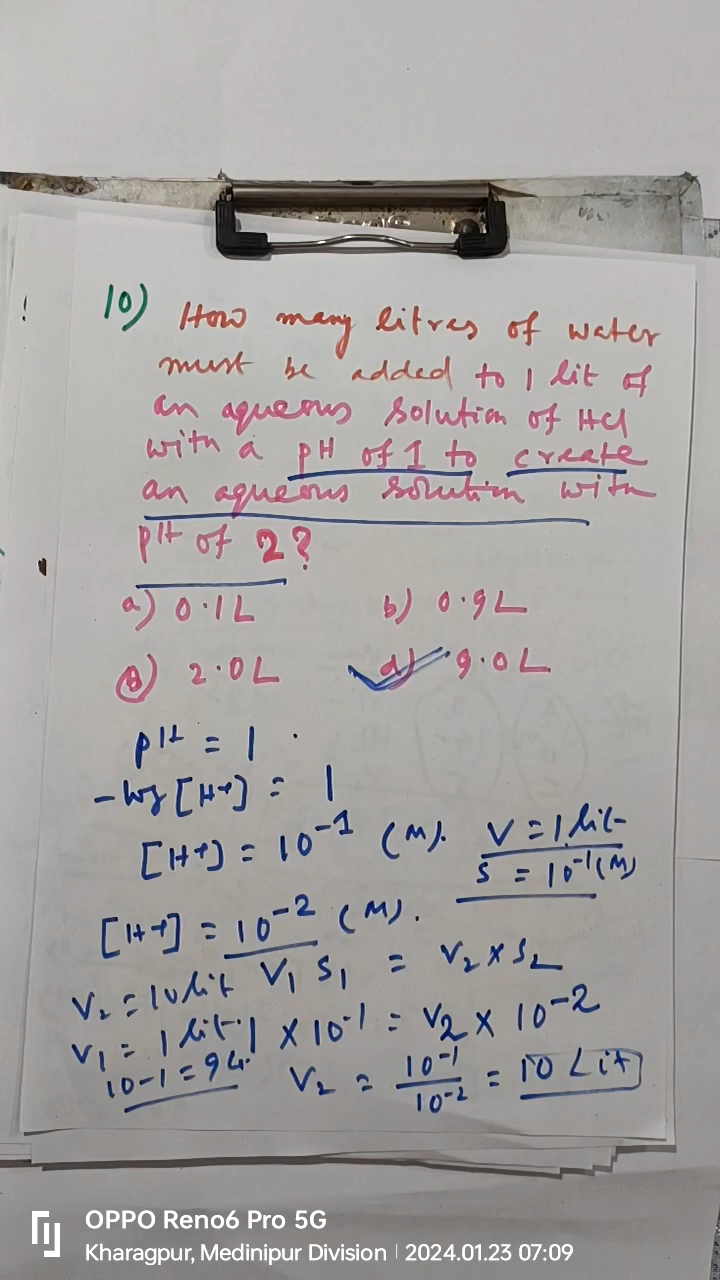 10) How many litres of water
must be added to 1 lit of
an aqueous solution of HCl
with a pH of 1 to create
an aqueous solution with
pH of 2?
a) 0.1L b) 0.9L
2.0L d) 9.0L
pH = 1
-log [H+] = 1
[H+] = 10⁻¹ (M). V = 1 lit
S = 10⁻¹(M)
[H+] = 10⁻² (M).
V₂ = 10 lit V₁ S₁ = V₂ x S₂
V₁ = 1 lit. 1 x 10⁻¹ = V₂ x 10⁻²
10-1 = 9L. V₂ = 10⁻¹/10⁻² = 10 Lit
OPPO Reno6 Pro 5G
Kharagpur, Medinipur Division | 2024.01.23 07:09